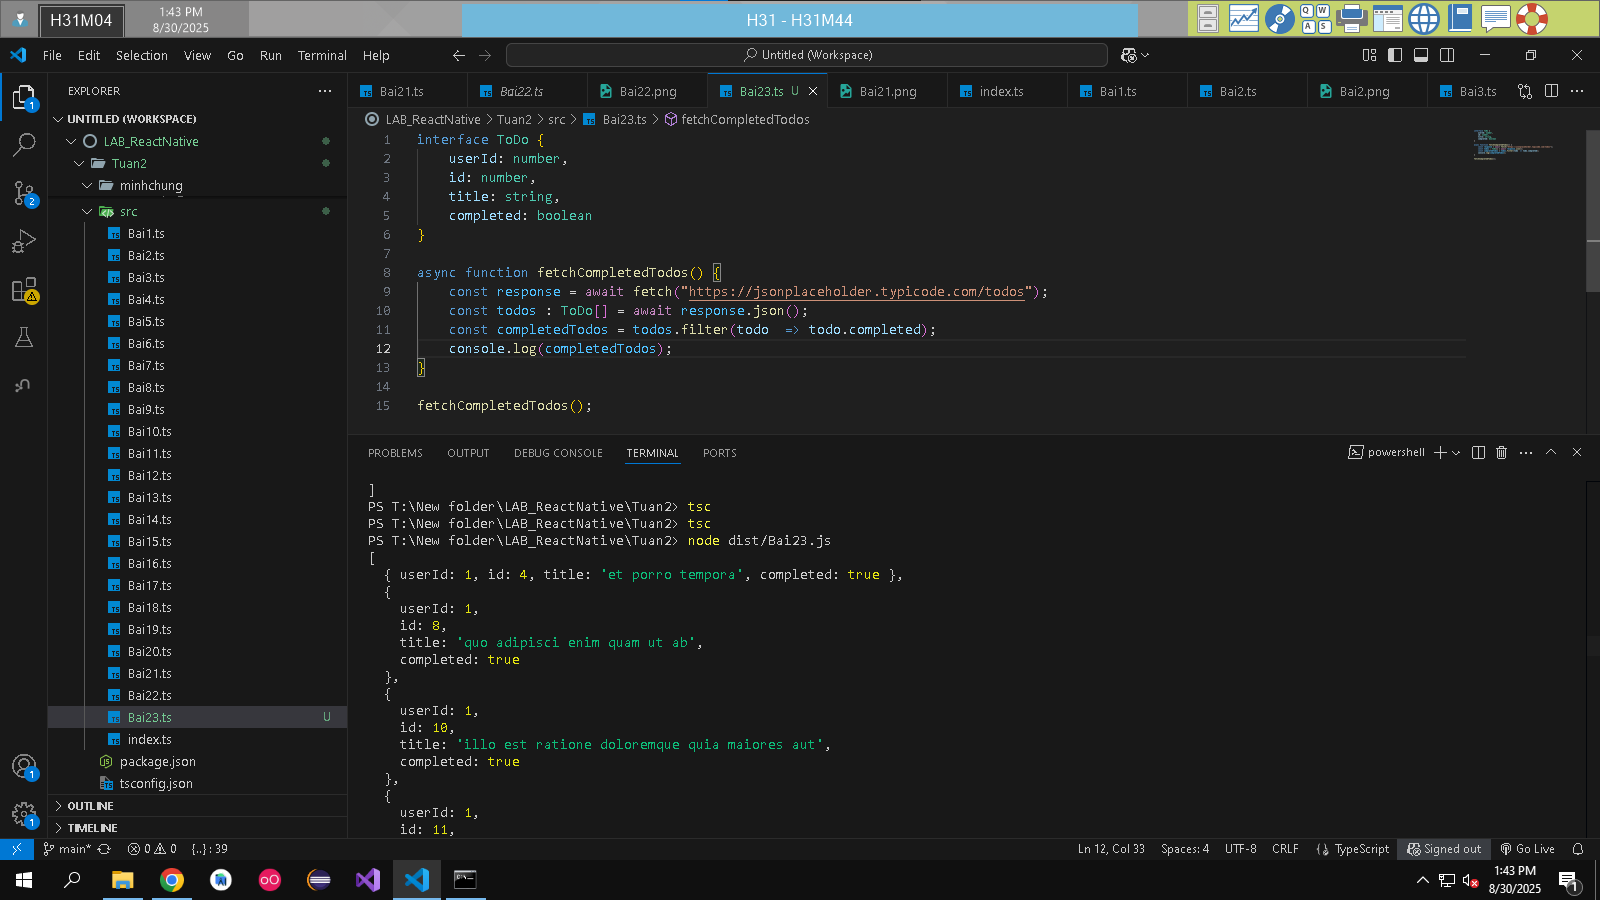 H31M04
1:43 PM
8/30/2025
H31 - H31M44
File Edit Selection View Go Run Terminal Help
Untitled (Workspace)
EXPLORER
Bai21.ts
Bai22.ts
Bai22.png
Bai23.ts U
Bai21.png
index.ts
Bai1.ts
Bai2.ts
Bai2.png
Bai3.ts
LAB_ReactNative > Tuan2 > src > Bai23.ts > fetchCompletedTodos
UNTITLED (WORKSPACE)
LAB_ReactNative
Tuan2
minhchung
src
Bai1.ts
Bai2.ts
Bai3.ts
Bai4.ts
Bai5.ts
Bai6.ts
Bai7.ts
Bai8.ts
Bai9.ts
Bai10.ts
Bai11.ts
Bai12.ts
Bai13.ts
Bai14.ts
Bai15.ts
Bai16.ts
Bai17.ts
Bai18.ts
Bai19.ts
Bai20.ts
Bai21.ts
Bai22.ts
Bai23.ts U
index.ts
package.json
tsconfig.json
OUTLINE
TIMELINE
1 interface ToDo {
2 userId: number,
3 id: number,
4 title: string,
5 completed: boolean
6 }
7
8 async function fetchCompletedTodos() {
9 const response = await fetch("https://jsonplaceholder.typicode.com/todos");
10 const todos : ToDo[] = await response.json();
11 const completedTodos = todos.filter(todo  => todo.completed);
12 console.log(completedTodos);
13 }
14
15 fetchCompletedTodos();
PROBLEMS OUTPUT DEBUG CONSOLE TERMINAL PORTS
powershell
]
PS T:\New folder\LAB_ReactNative\Tuan2> tsc
PS T:\New folder\LAB_ReactNative\Tuan2> tsc
PS T:\New folder\LAB_ReactNative\Tuan2> node dist/Bai23.js
[
{ userId: 1, id: 4, title: 'et porro tempora', completed: true },
{
userId: 1,
id: 8,
title: 'quo adipisci enim quam ut ab',
completed: true
},
{
userId: 1,
id: 10,
title: 'illo est ratione doloremque quia maiores aut',
completed: true
},
{
userId: 1,
id: 11,
main* 0 0 {..} : 39
Ln 12, Col 33 Spaces: 4 UTF-8 CRLF TypeScript Signed out Go Live
1:43 PM
8/30/2025